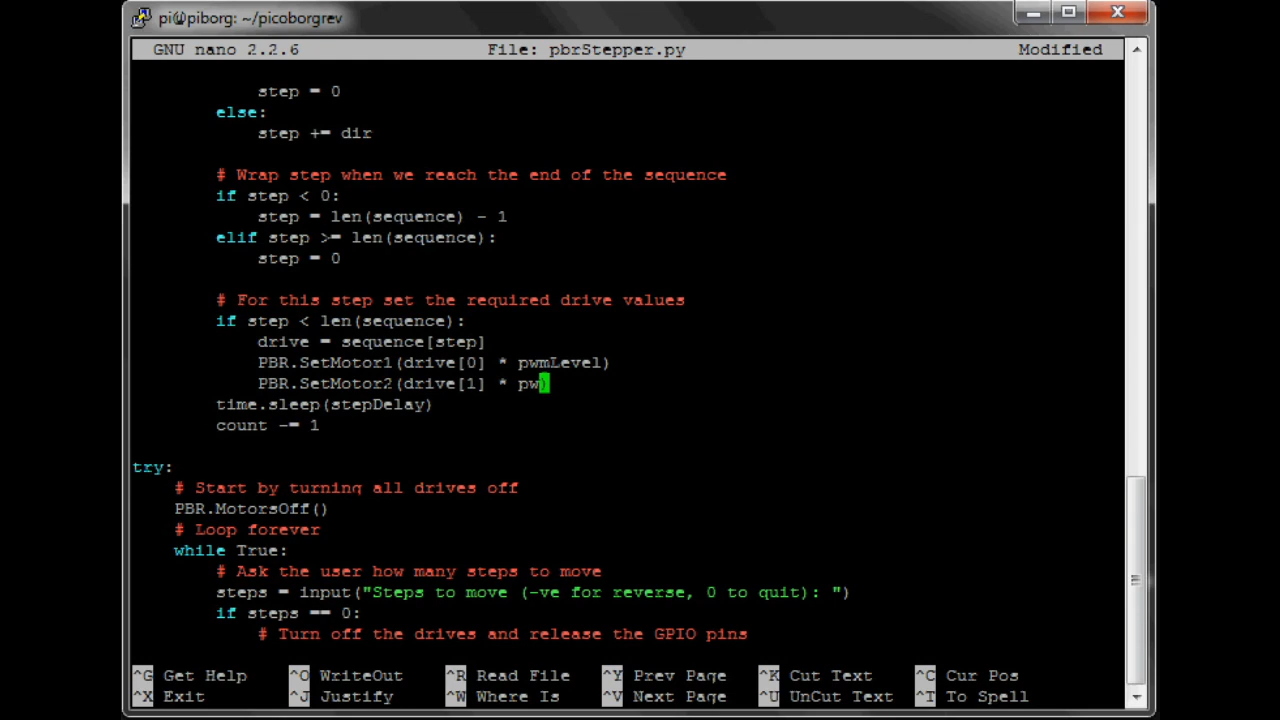 pi@piborg: ~/picoborgrev
GNU nano 2.2.6 File: pbrStepper.py Modified
step = 0
else:
step += dir
# Wrap step when we reach the end of the sequence
if step < 0:
step = len(sequence) - 1
elif step >= len(sequence):
step = 0
# For this step set the required drive values
if step < len(sequence):
drive = sequence[step]
PBR.SetMotor1(drive[0] * pwmLevel)
PBR.SetMotor2(drive[1] * pw)
time.sleep(stepDelay)
count -= 1
try:
# Start by turning all drives off
PBR.MotorsOff()
# Loop forever
while True:
# Ask the user how many steps to move
steps = input("Steps to move (-ve for reverse, 0 to quit): ")
if steps == 0:
# Turn off the drives and release the GPIO pins
^G Get Help ^O WriteOut ^R Read File ^Y Prev Page ^K Cut Text ^C Cur Pos
^X Exit ^J Justify ^W Where Is ^V Next Page ^U UnCut Text ^T To Spell